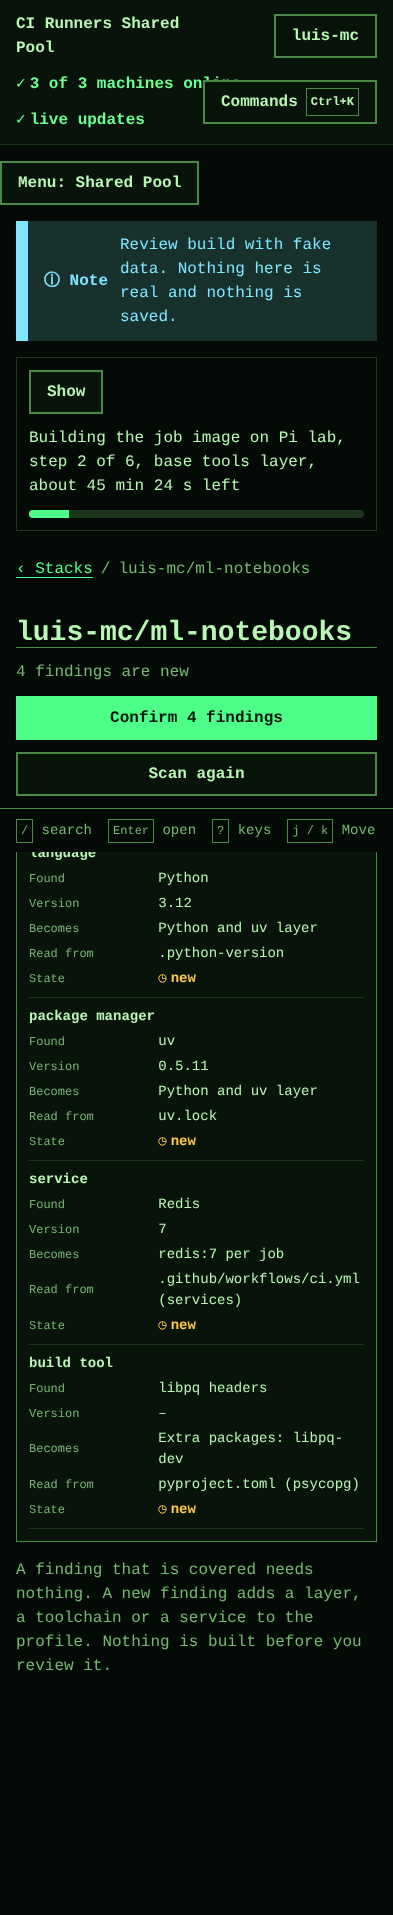 CI Runners Shared
Pool
luis-mc
✓ 3 of 3 machines
Commands Ctrl+K
✓ live updates
Menu: Shared Pool
ⓘ Note
Review build with fake
data. Nothing here is
real and nothing is
saved.
Show
Building the job image on Pi lab,
step 2 of 6, base tools layer,
about 45 min 24 s left
‹ Stacks / luis-mc/ml-notebooks
luis-mc/ml-notebooks
4 findings are new
Confirm 4 findings
Scan again
/ search Enter open ? keys j / k Move
language
Found Python
Version 3.12
Becomes Python and uv layer
Read from .python-version
State ◷ new
package manager
Found uv
Version 0.5.11
Becomes Python and uv layer
Read from uv.lock
State ◷ new
service
Found Redis
Version 7
Becomes redis:7 per job
Read from .github/workflows/ci.yml
(services)
State ◷ new
build tool
Found libpq headers
Version –
Becomes Extra packages: libpq-
dev
Read from pyproject.toml (psycopg)
State ◷ new
A finding that is covered needs
nothing. A new finding adds a layer,
a toolchain or a service to the
profile. Nothing is built before you
review it.